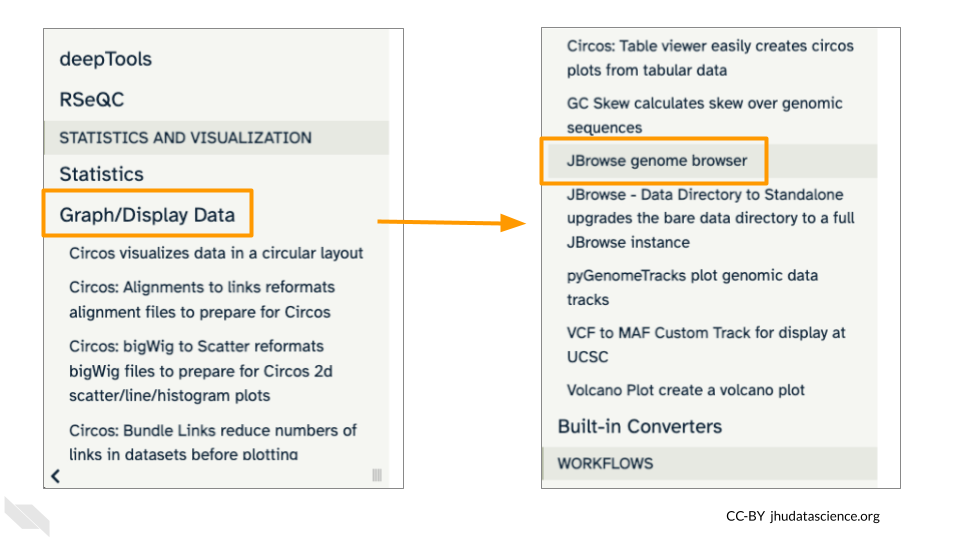 deepTools
RSeQC
STATISTICS AND VISUALIZATION
Statistics
Graph/Display Data
Circos visualizes data in a circular layout
Circos: Alignments to links reformats
alignment files to prepare for Circos
Circos: bigWig to Scatter reformats
bigWig files to prepare for Circos 2d
scatter/line/histogram plots
Circos: Bundle Links reduce numbers of
links in datasets before plotting
Circos: Table viewer easily creates circos
plots from tabular data
GC Skew calculates skew over genomic
sequences
JBrowse genome browser
JBrowse - Data Directory to Standalone
upgrades the bare data directory to a full
JBrowse instance
pyGenomeTracks plot genomic data
tracks
VCF to MAF Custom Track for display at
UCSC
Volcano Plot create a volcano plot
Built-in Converters
WORKFLOWS
CC-BY jhudatascience.org